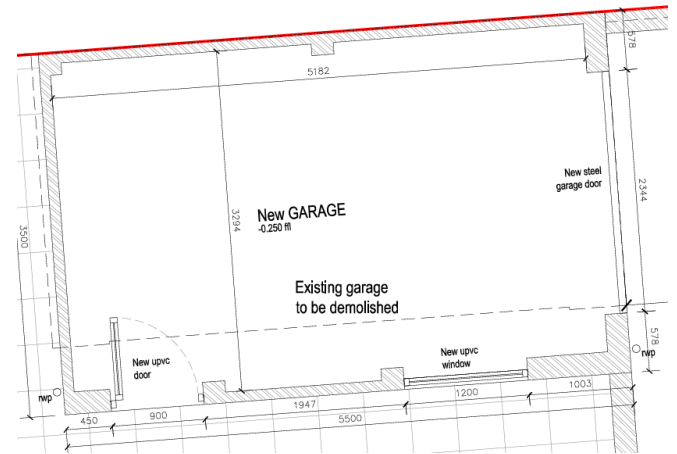 578
5182
New steel
garage door
2344
3500
3294
New GARAGE
-0.250 ffl
Existing garage
to be demolished
New upvc
door
New upvc
window
578
rwp
rwp
450
900
1947
1200
1003
5500